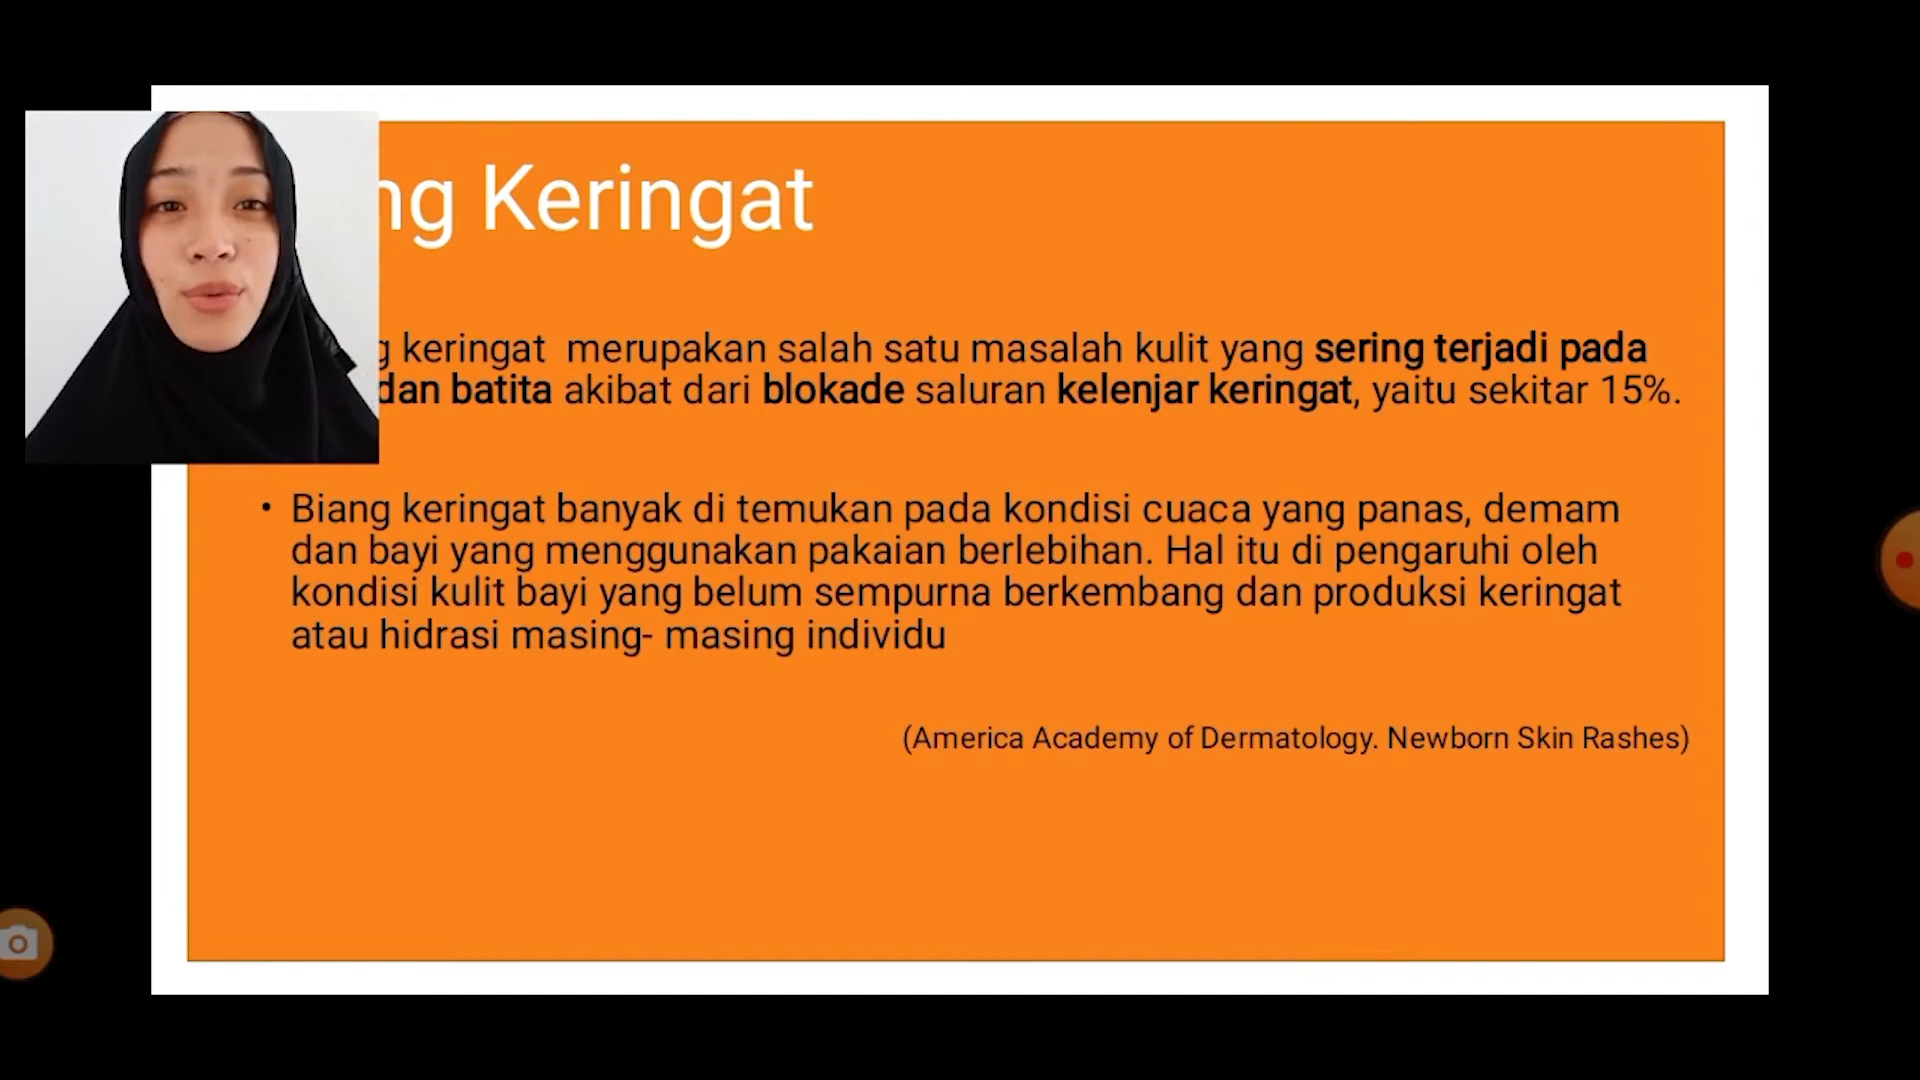 ng Keringat
g keringat merupakan salah satu masalah kulit yang sering terjadi pada
dan batita akibat dari blokade saluran kelenjar keringat, yaitu sekitar 15%.
• Biang keringat banyak di temukan pada kondisi cuaca yang panas, demam
dan bayi yang menggunakan pakaian berlebihan. Hal itu di pengaruhi oleh
kondisi kulit bayi yang belum sempurna berkembang dan produksi keringat
atau hidrasi masing- masing individu
(America Academy of Dermatology. Newborn Skin Rashes)